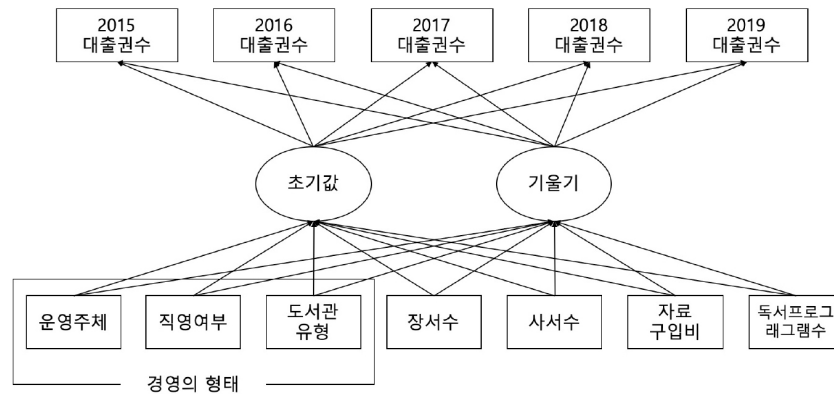 2015
대출권수
2016
대출권수
2017
대출권수
2018
대출권수
2019
대출권수
초기값
기울기
운영주체
직영여부
도서관
유형
장서수
사서수
자료
구입비
독서프로그
래그램수
경영의 형태